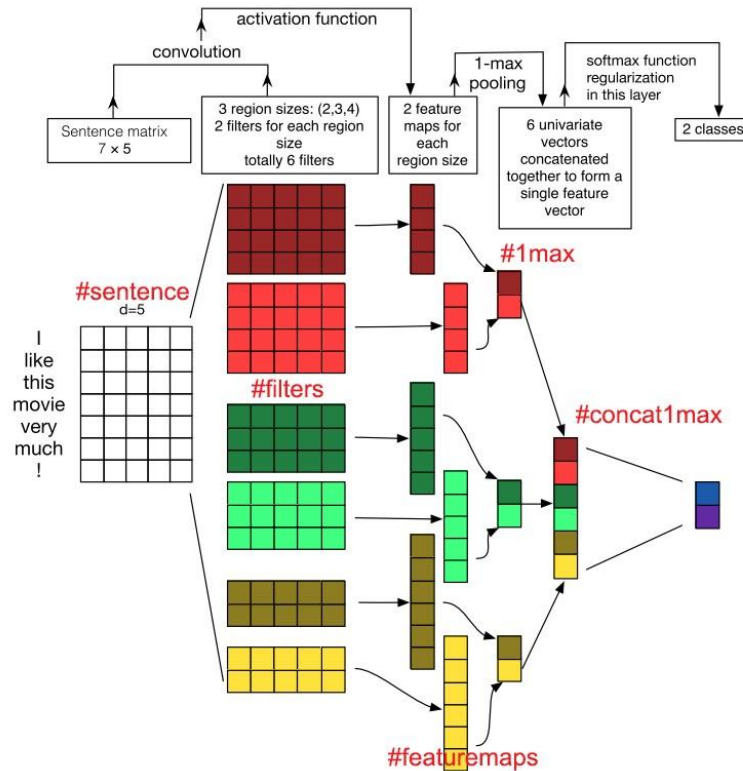 activation function
convolution
1-max
pooling
softmax function
regularization
in this layer
Sentence matrix
7 × 5
3 region sizes: (2,3,4)
2 filters for each region
size
totally 6 filters
2 feature
maps for
each
region size
6 univariate
vectors
concatenated
together to form a
single feature
vector
2 classes
#sentence
d=5
I
like
this
movie
very
much
!
#filters
#1max
#concat1max
#featuremaps